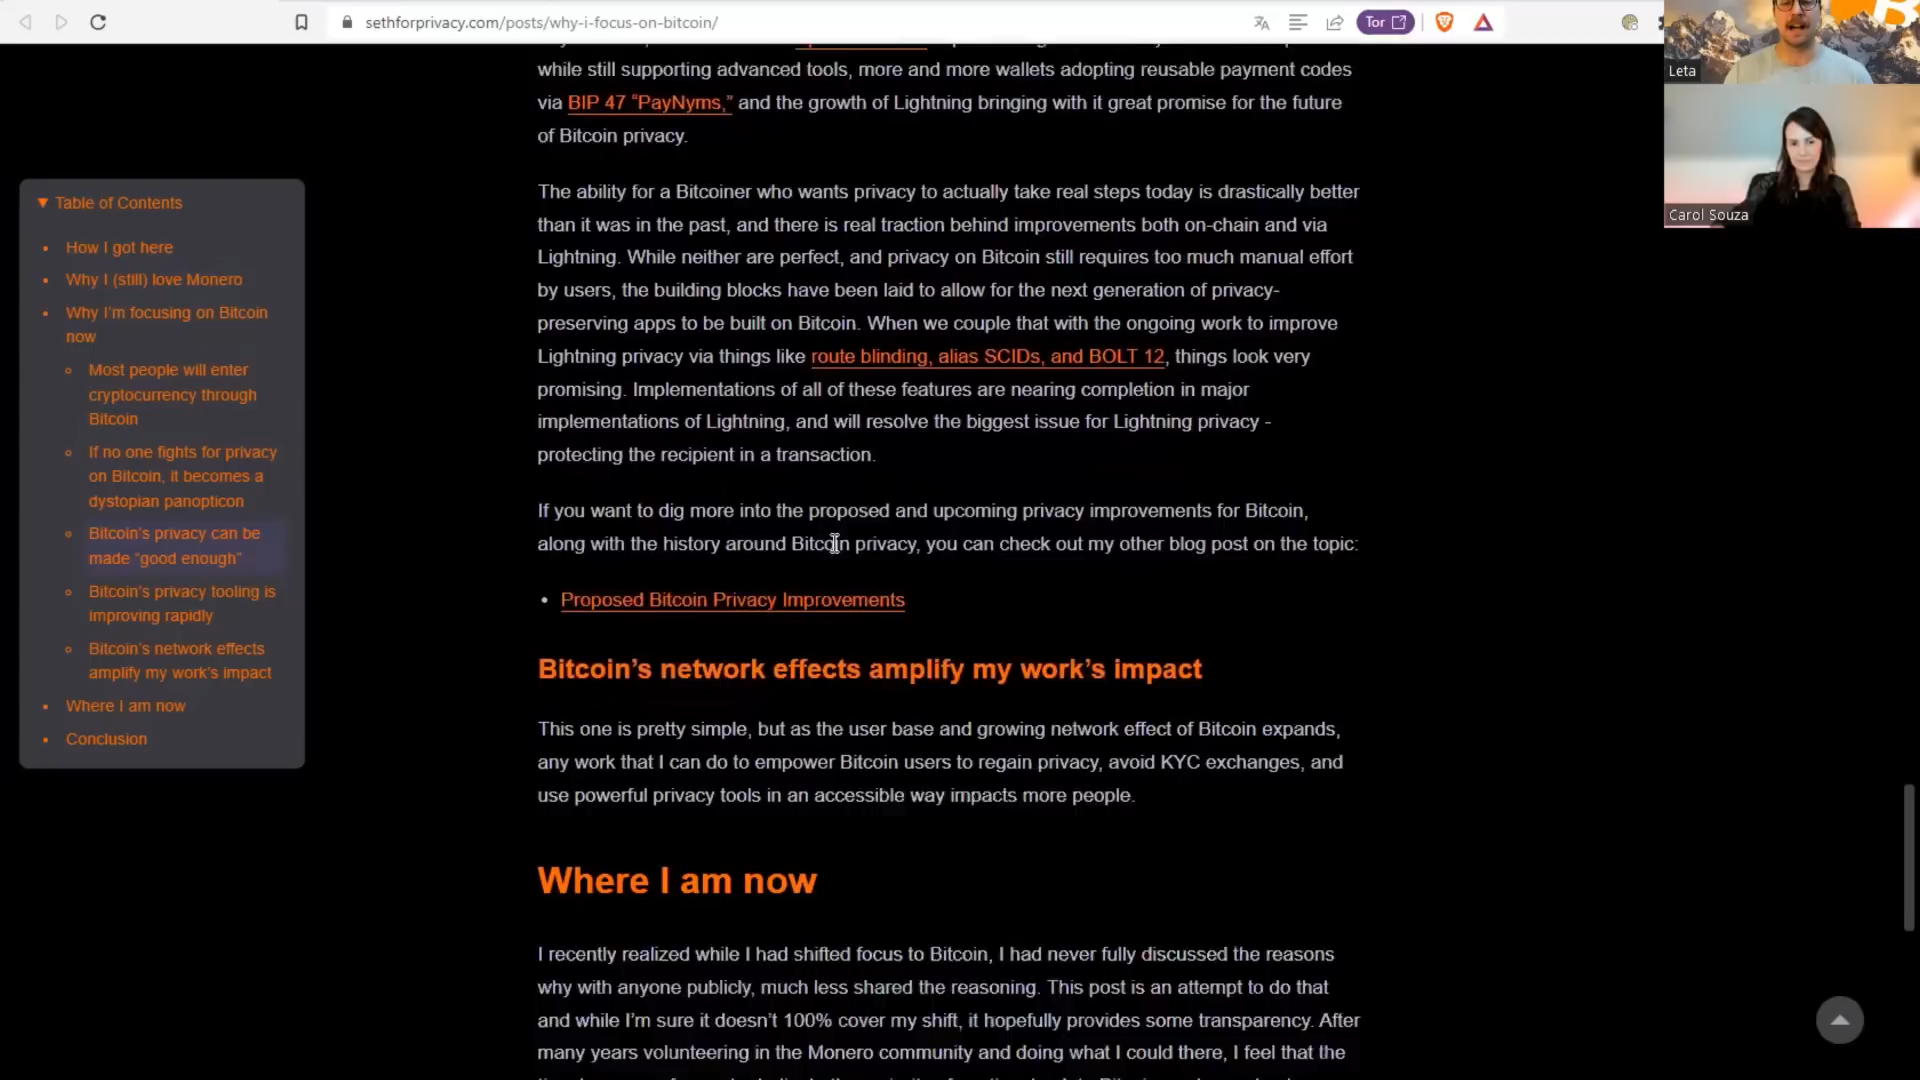 sethforprivacy.com/posts/why-i-focus-on-bitcoin/
Tor
Leta
Carol Souza
Table of Contents
How I got here
Why I (still) love Monero
Why I'm focusing on Bitcoin
now
Most people will enter
cryptocurrency through
Bitcoin
If no one fights for privacy
on Bitcoin, it becomes a
dystopian panopticon
Bitcoin's privacy can be
made “good enough”
Bitcoin's privacy tooling is
improving rapidly
Bitcoin's network effects
amplify my work's impact
Where I am now
Conclusion
while still supporting advanced tools, more and more wallets adopting reusable payment codes
via BIP 47 “PayNyms,” and the growth of Lightning bringing with it great promise for the future
of Bitcoin privacy.
The ability for a Bitcoiner who wants privacy to actually take real steps today is drastically better
than it was in the past, and there is real traction behind improvements both on-chain and via
Lightning. While neither are perfect, and privacy on Bitcoin still requires too much manual effort
by users, the building blocks have been laid to allow for the next generation of privacy-
preserving apps to be built on Bitcoin. When we couple that with the ongoing work to improve
Lightning privacy via things like route blinding, alias SCIDs, and BOLT 12, things look very
promising. Implementations of all of these features are nearing completion in major
implementations of Lightning, and will resolve the biggest issue for Lightning privacy -
protecting the recipient in a transaction.
If you want to dig more into the proposed and upcoming privacy improvements for Bitcoin,
along with the history around Bitcoin privacy, you can check out my other blog post on the topic:
• Proposed Bitcoin Privacy Improvements
Bitcoin's network effects amplify my work's impact
This one is pretty simple, but as the user base and growing network effect of Bitcoin expands,
any work that I can do to empower Bitcoin users to regain privacy, avoid KYC exchanges, and
use powerful privacy tools in an accessible way impacts more people.
Where I am now
I recently realized while I had shifted focus to Bitcoin, I had never fully discussed the reasons
why with anyone publicly, much less shared the reasoning. This post is an attempt to do that
and while I'm sure it doesn't 100% cover my shift, it hopefully provides some transparency. After
many years volunteering in the Monero community and doing what I could there, I feel that the